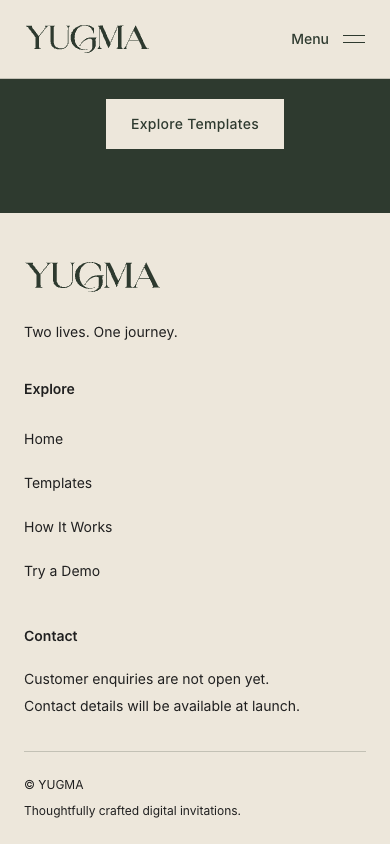 YUGMA
Menu
Explore Templates
YUGMA
Two lives. One journey.
Explore
Home
Templates
How It Works
Try a Demo
Contact
Customer enquiries are not open yet.
Contact details will be available at launch.
© YUGMA
Thoughtfully crafted digital invitations.